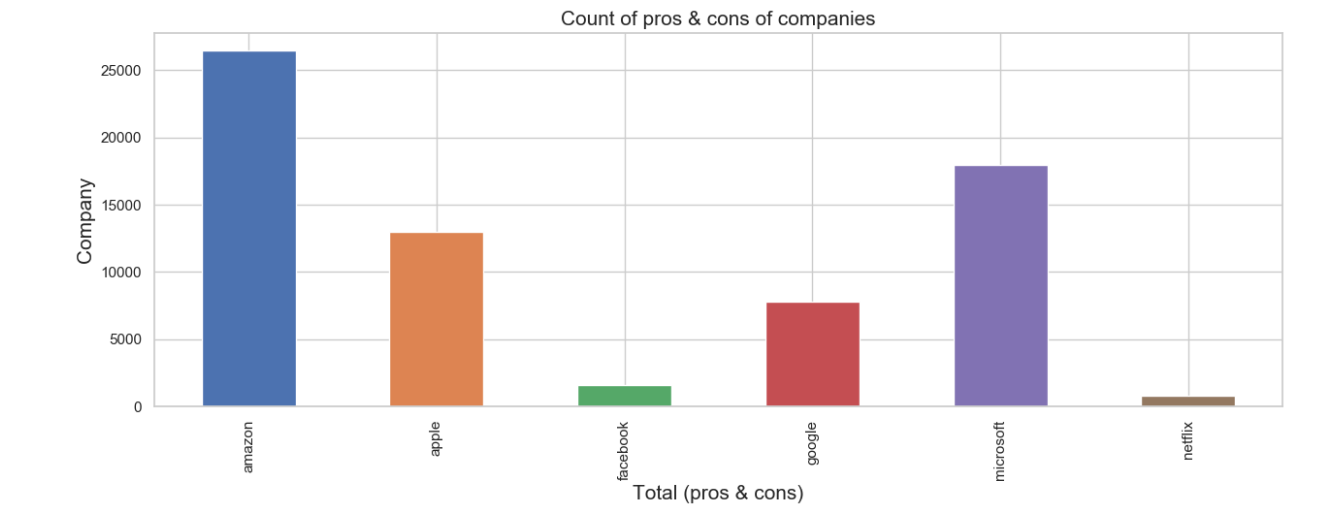 Count of pros & cons of companies
25000
20000
15000
10000
5000
0
Company
amazon
apple
facebook
google
microsoft
netflix
Total (pros & cons)